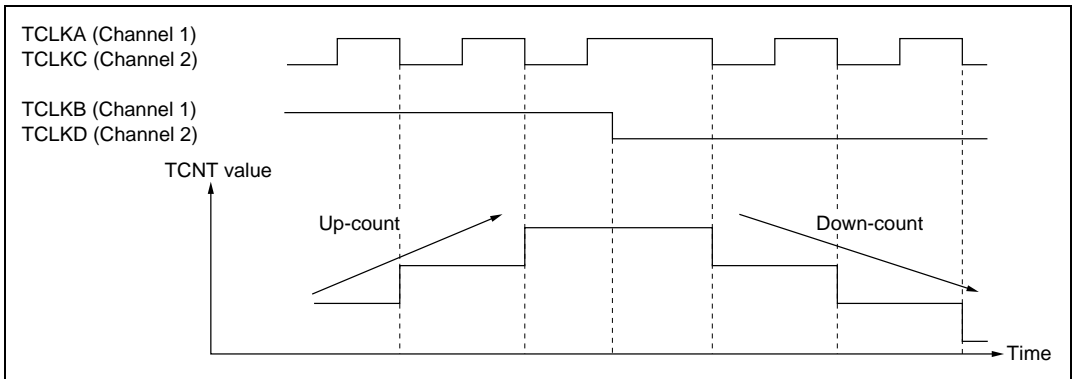 TCLKA (Channel 1)
TCLKC (Channel 2)
TCLKB (Channel 1)
TCLKD (Channel 2)
TCNT value
Up-count
Down-count
Time